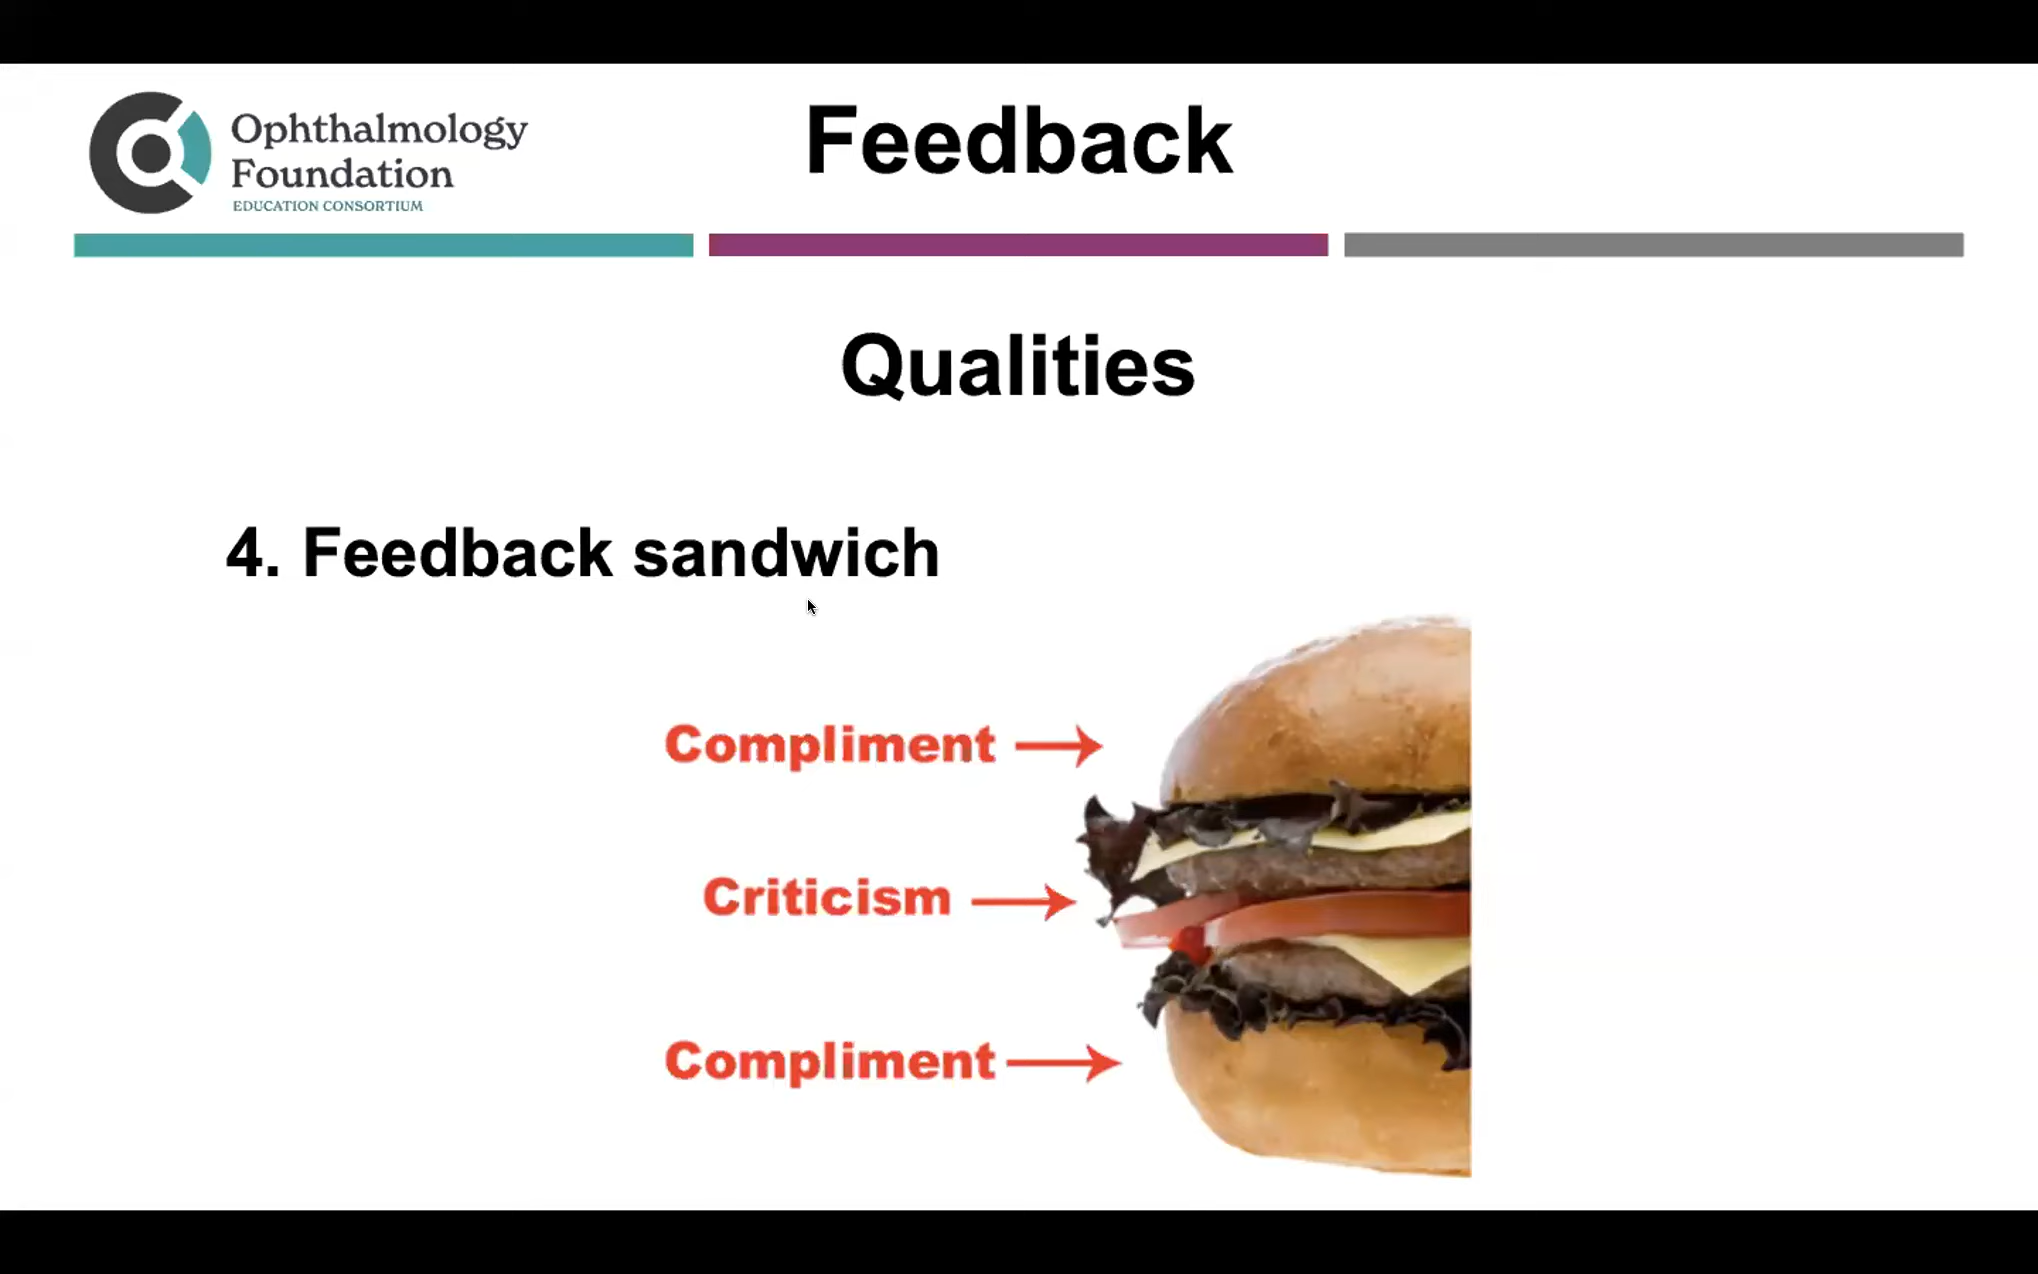 Ophthalmology
Foundation
EDUCATION CONSORTIUM
Feedback
Qualities
4. Feedback sandwich
Compliment
Criticism
Compliment